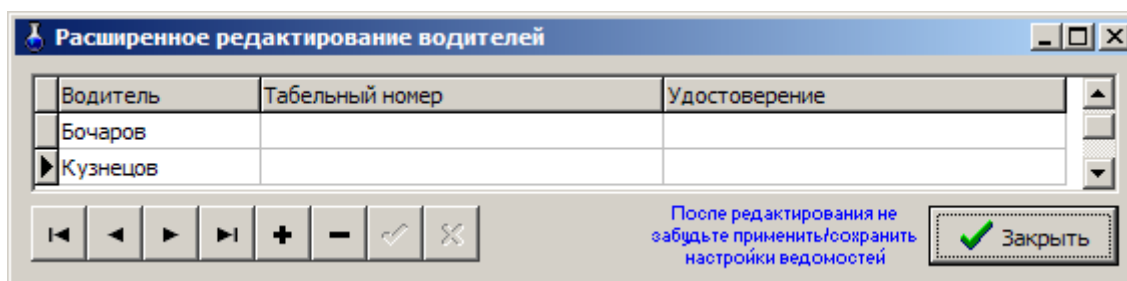 Расширенное редактирование водителей
Водитель Табельный номер Удостоверение
Бочаров
Кузнецов
После редактирования не
забудьте применить/сохранить
настройки ведомостей
Закрыть